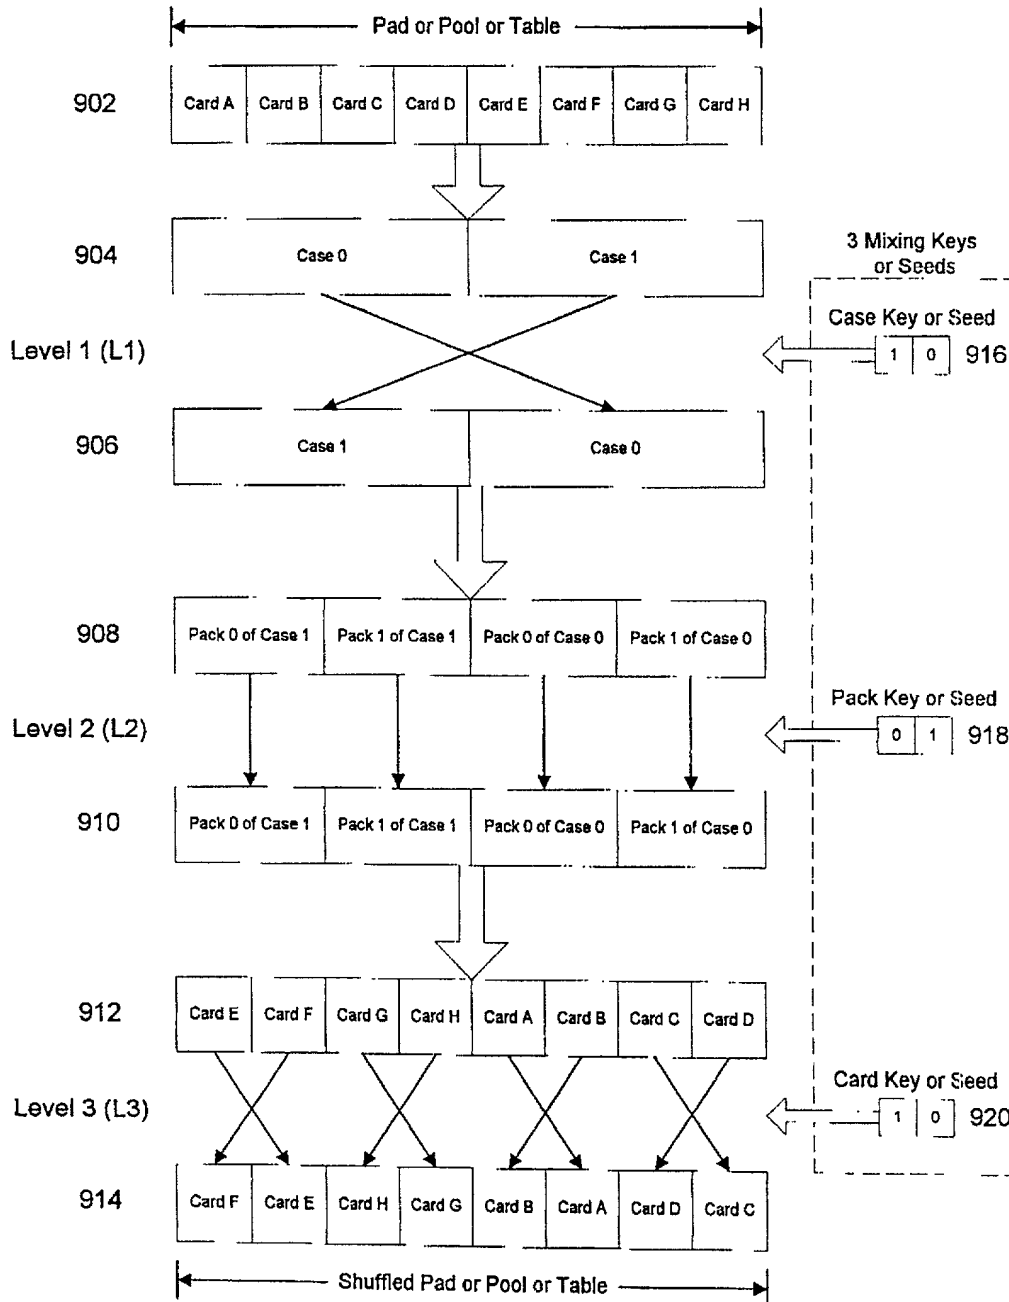 Pad or Pool or Table
902
Card A Card B Card C Card D Card E Card F Card G Card H
904
Case 0 Case 1
3 Mixing Keys
or Seeds
Case Key or Seed
Level 1 (L1)
1 0 916
906
Case 1 Case 0
908
Pack 0 of Case 1 Pack 1 of Case 1 Pack 0 of Case 0 Pack 1 of Case 0
Pack Key or Seed
Level 2 (L2)
0 1 918
910
Pack 0 of Case 1 Pack 1 of Case 1 Pack 0 of Case 0 Pack 1 of Case 0
912
Card E Card F Card G Card H Card A Card B Card C Card D
Card Key or Seed
Level 3 (L3)
1 0 920
914
Card F Card E Card H Card G Card B Card A Card D Card C
Shuffled Pad or Pool or Table